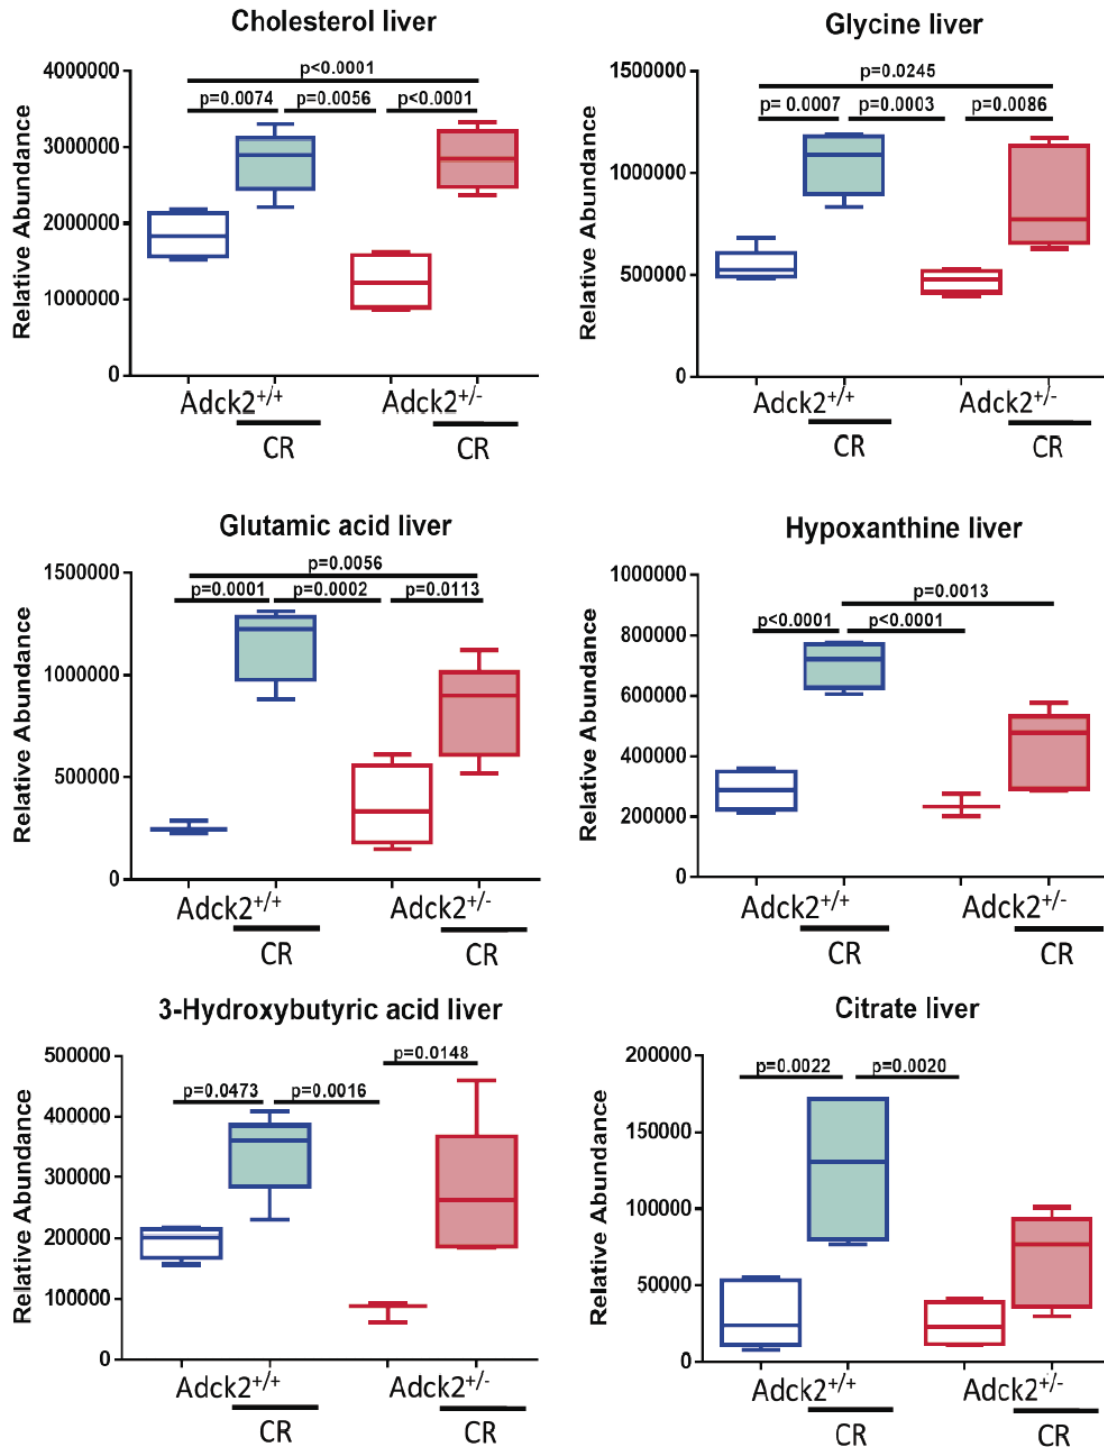 Cholesterol liver
Relative Abundance
4000000
3000000
2000000
1000000
0
p<0.0001
p=0.0074
p=0.0056
p<0.0001
Adck2+/+
Adck2+/-
CR
CR
Glycine liver
Relative Abundance
1500000
1000000
500000
0
p=0.0245
p= 0.0007
p=0.0003
p=0.0086
Adck2+/+
Adck2+/-
CR
CR
Glutamic acid liver
Relative Abundance
1500000
1000000
500000
0
p=0.0056
p=0.0001
p=0.0002
p=0.0113
Adck2+/+
Adck2+/-
CR
CR
Hypoxanthine liver
Relative Abundance
1000000
800000
600000
400000
200000
0
p=0.0013
p<0.0001
p<0.0001
Adck2+/+
Adck2+/-
CR
CR
3-Hydroxybutyric acid liver
Relative Abundance
500000
400000
300000
200000
100000
0
p=0.0148
p=0.0473
p=0.0016
Adck2+/+
Adck2+/-
CR
CR
Citrate liver
Relative Abundance
200000
150000
100000
50000
0
p=0.0022
p=0.0020
Adck2+/+
Adck2+/-
CR
CR